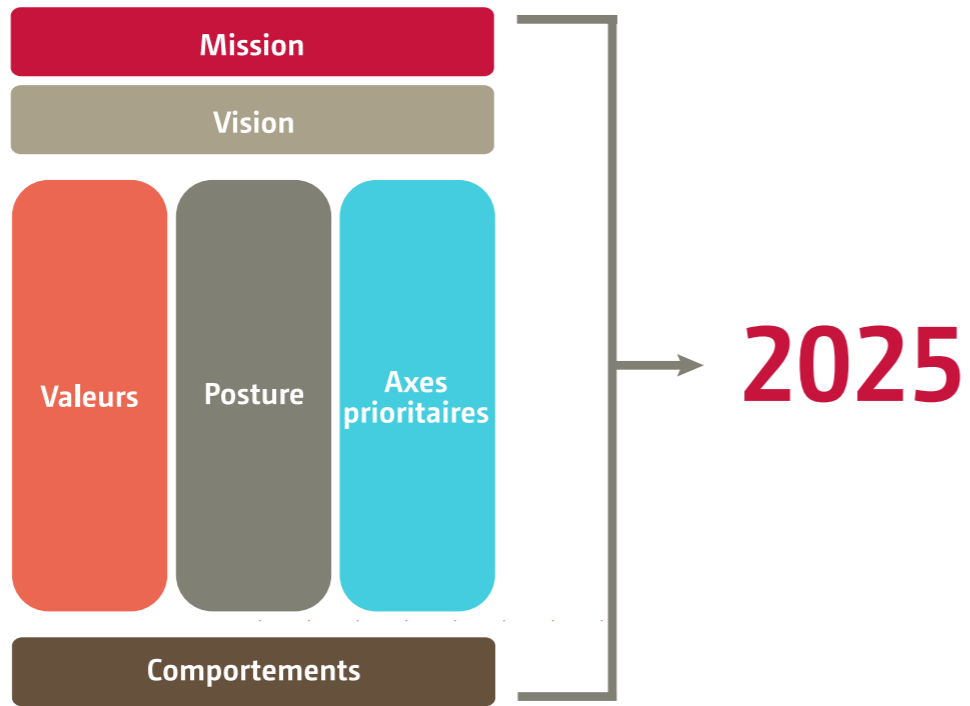 Mission
Vision
Valeurs
Posture
Axes
prioritaires
Comportements
2025